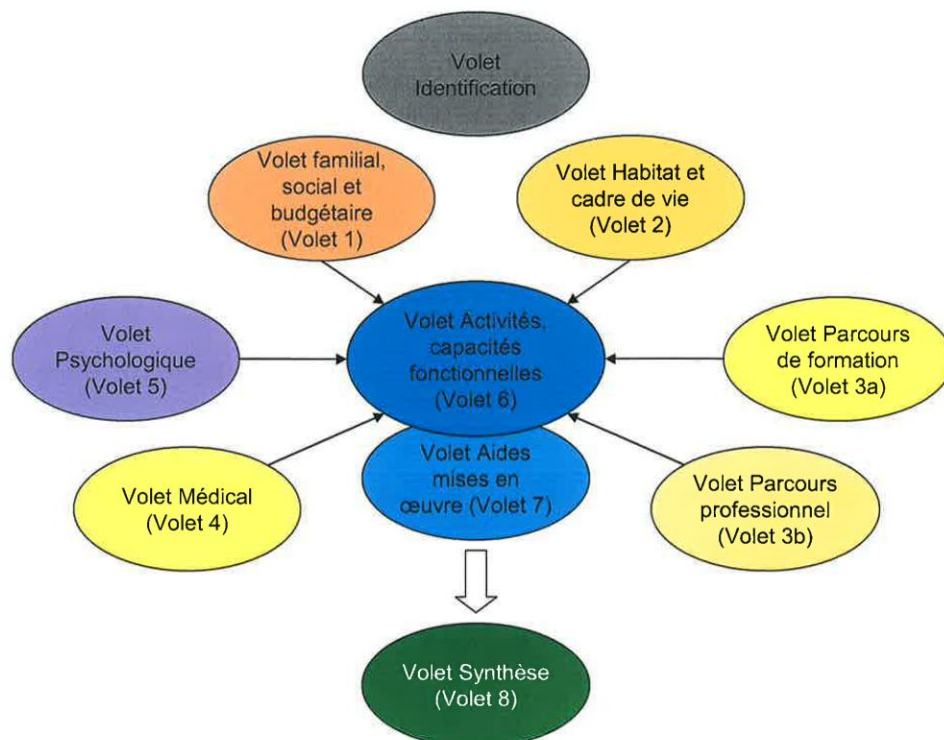 Volet
Identification
Volet familial,
social et
budgétaire
(Volet 1)
Volet Habitat et
cadre de vie
(Volet 2)
Volet
Psychologique
(Volet 5)
Volet Activités,
capacités
fonctionnelles
(Volet 6)
Volet Parcours
de formation
(Volet 3a)
Volet Médical
(Volet 4)
Volet Aides
mises en
œuvre (Volet 7)
Volet Parcours
professionnel
(Volet 3b)
Volet Synthèse
(Volet 8)